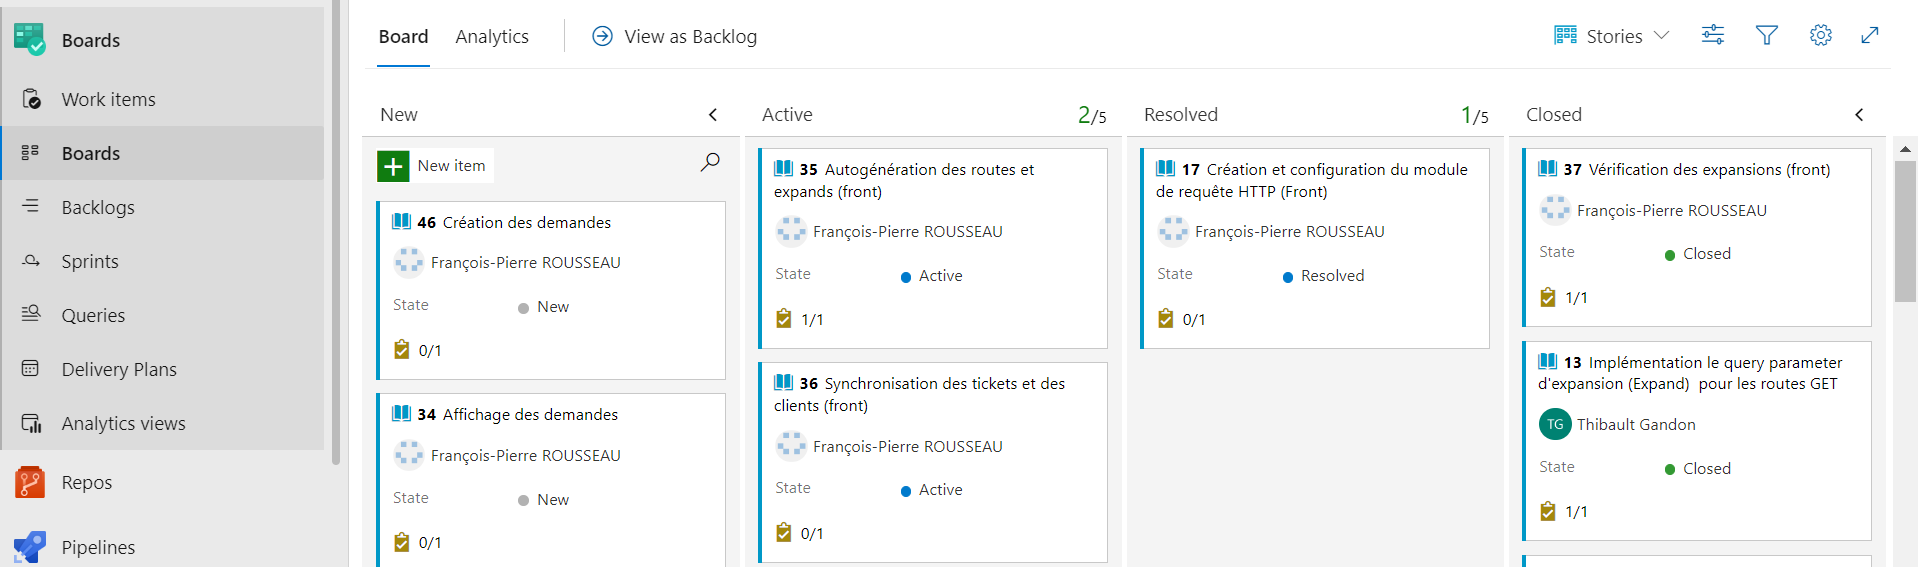 Boards
Work items
Boards
Backlogs
Sprints
Queries
Delivery Plans
Analytics views
Repos
Pipelines
Board Analytics View as Backlog Stories
New
New item
46 Création des demandes
François-Pierre ROUSSEAU
State New
0/1
34 Affichage des demandes
François-Pierre ROUSSEAU
State New
0/1
Active 2/5
35 Autogénération des routes et
expands (front)
François-Pierre ROUSSEAU
State Active
1/1
36 Synchronisation des tickets et des
clients (front)
François-Pierre ROUSSEAU
State Active
0/1
Resolved 1/5
17 Création et configuration du module
de requête HTTP (Front)
François-Pierre ROUSSEAU
State Resolved
0/1
Closed
37 Vérification des expansions (front)
François-Pierre ROUSSEAU
State Closed
1/1
13 Implémentation le query parameter
d'expansion (Expand) pour les routes GET
TG Thibault Gandon
State Closed
1/1